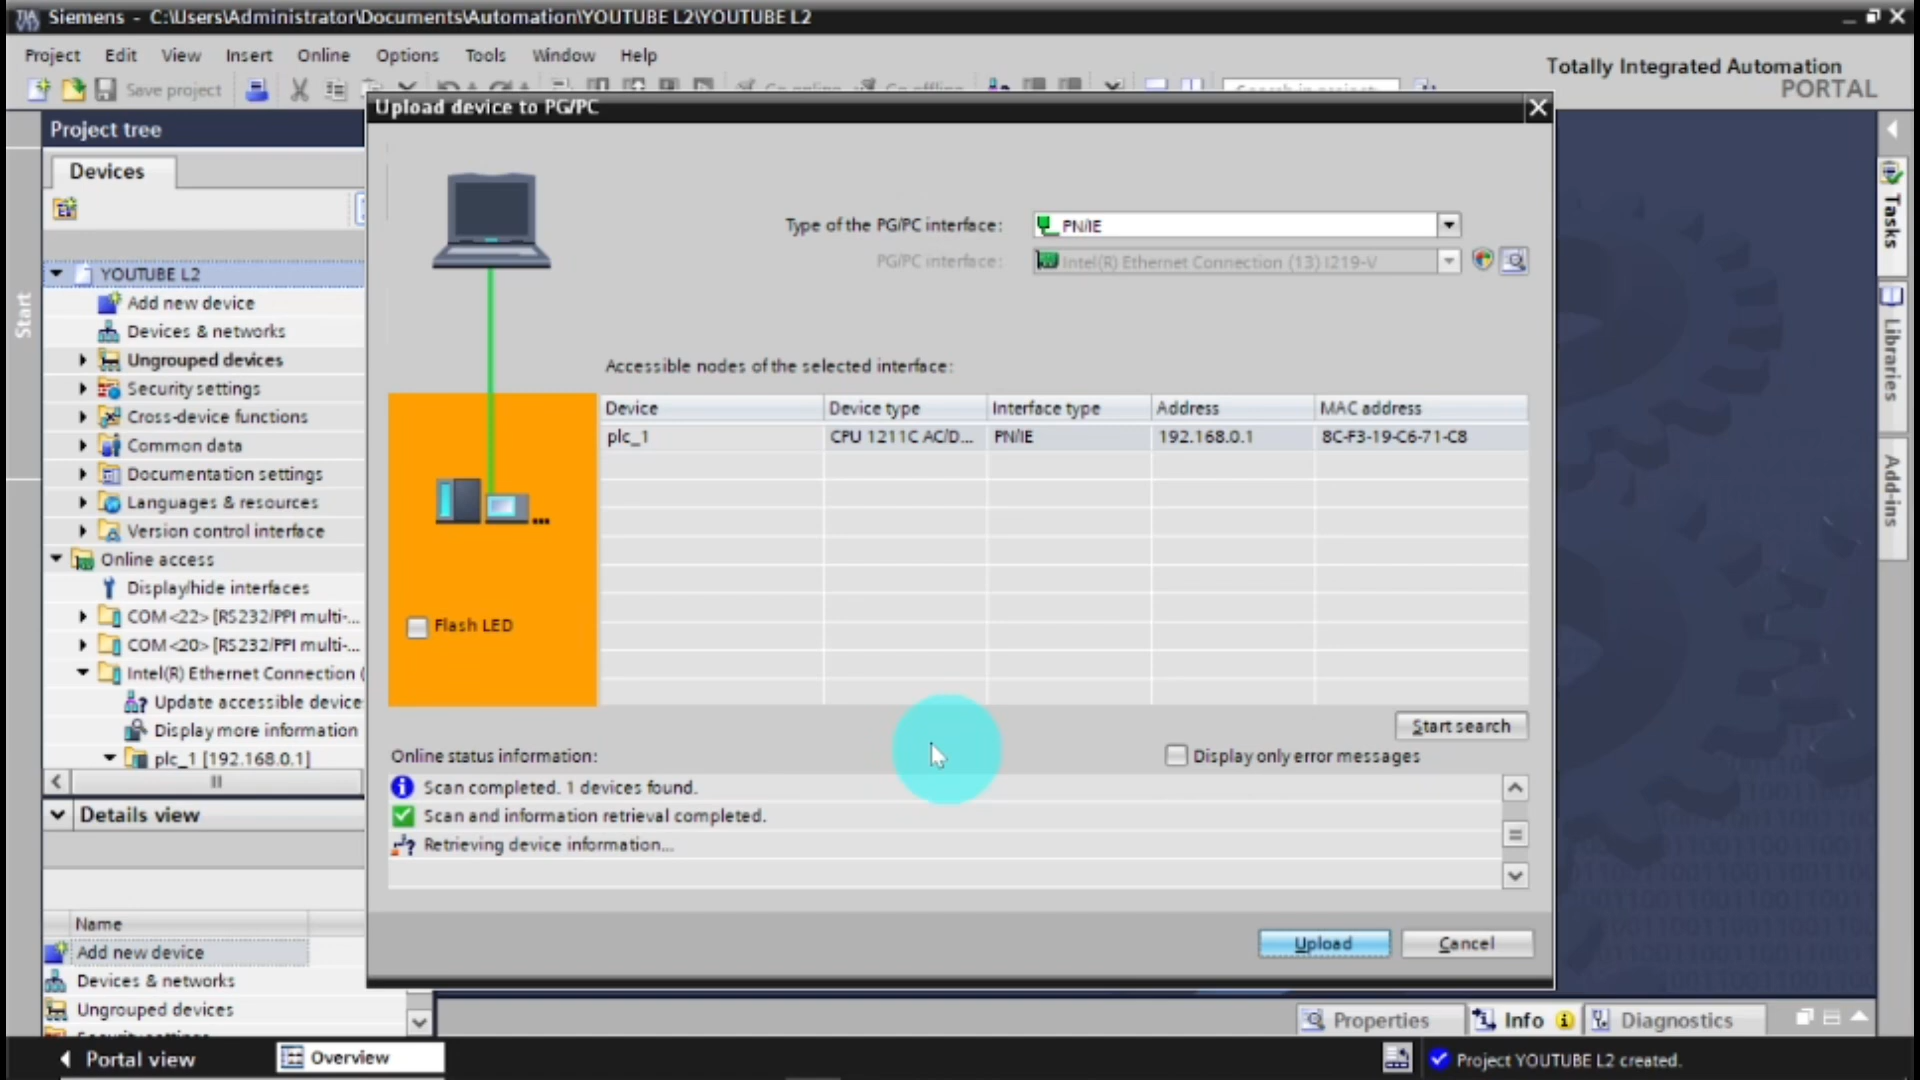 Siemens - C:\Users\Administrator\Documents\Automation\YOUTUBE L2\YOUTUBE L2
Project Edit View Insert Online Options Tools Window Help
Totally Integrated Automation
PORTAL
Save project
Upload device to PG/PC
Project tree
Devices
Start
YOUTUBE L2
Add new device
Devices & networks
Ungrouped devices
Security settings
Cross-device functions
Common data
Documentation settings
Languages & resources
Version control interface
Online access
Display/hide interfaces
COM <22> [RS232/PPI multi-...
COM <20> [RS232/PPI multi-...
Intel(R) Ethernet Connection (
Update accessible device
Display more information
plc_1 [192.168.0.1]
Details view
Name
Add new device
Devices & networks
Ungrouped devices
Security settings
Type of the PG/PC interface: PN/IE
PG/PC interface: Intel(R) Ethernet Connection (13) I219-V
Accessible nodes of the selected interface:
Device Device type Interface type Address MAC address
plc_1 CPU 1211C AC/D... PN/IE 192.168.0.1 8C-F3-19-C6-71-C8
Flash LED
Start search
Online status information: Display only error messages
Scan completed. 1 devices found.
Scan and information retrieval completed.
Retrieving device information...
Upload Cancel
Tasks
Libraries
Add-ins
Properties Info Diagnostics
Portal view Overview
Project YOUTUBE L2 created.